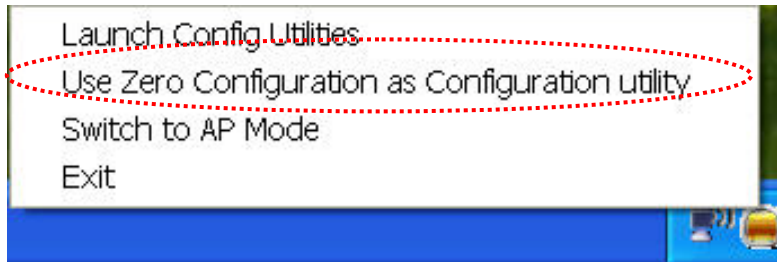 Launch Config Utilities
Use Zero Configuration as Configuration utility
Switch to AP Mode
Exit